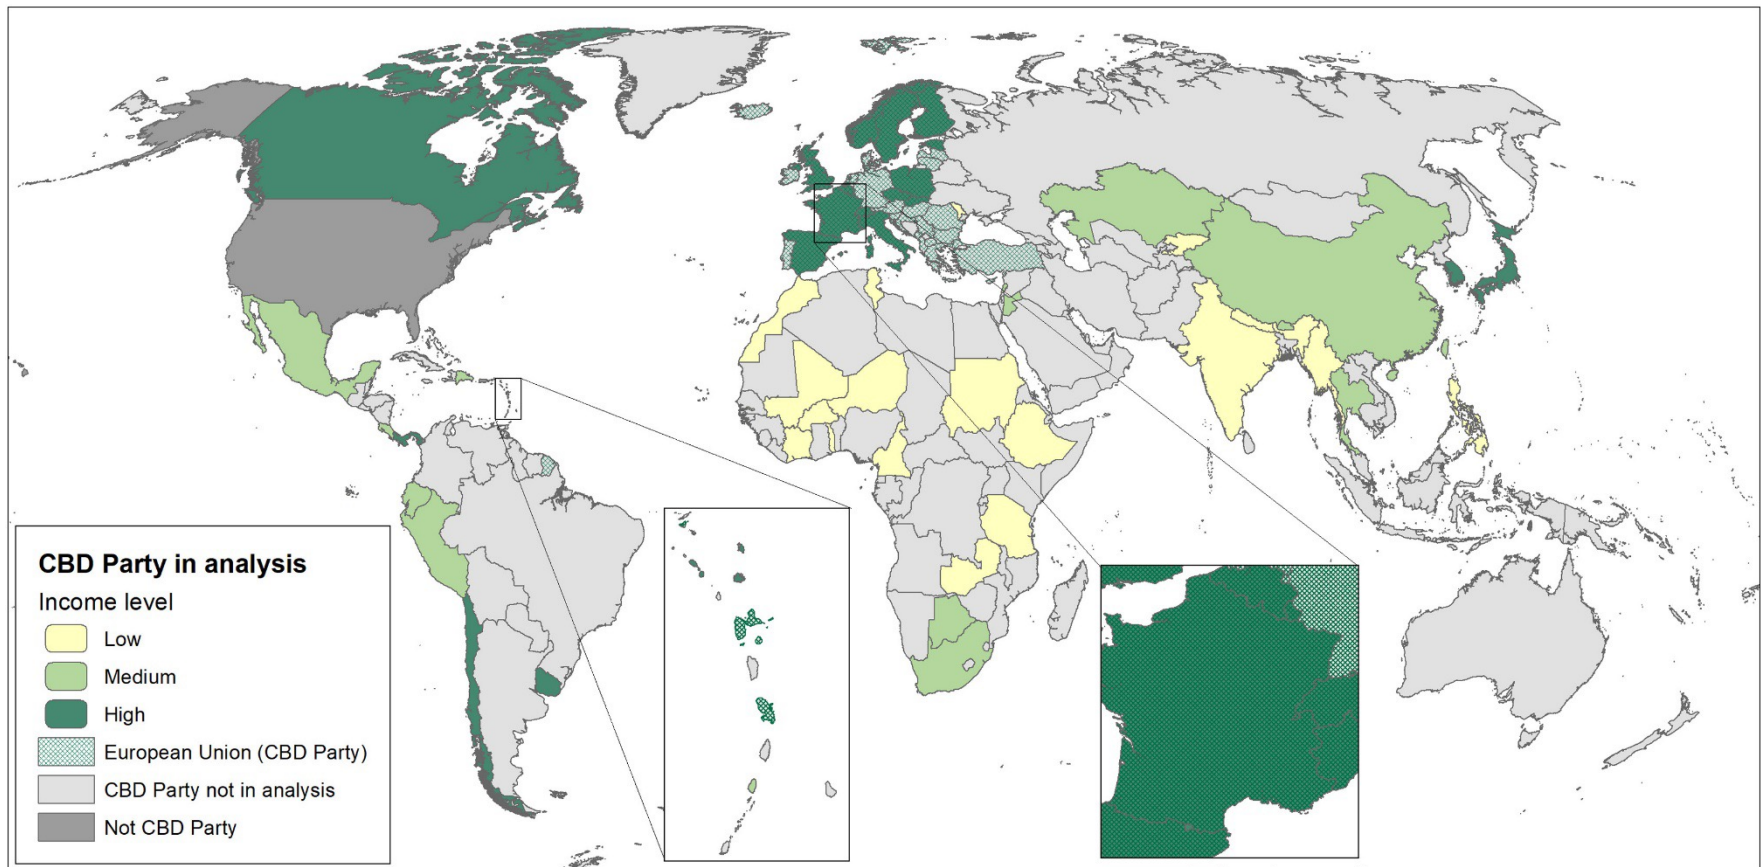 CBD Party in analysis
Income level
Low
Medium
High
European Union (CBD Party)
CBD Party not in analysis
Not CBD Party